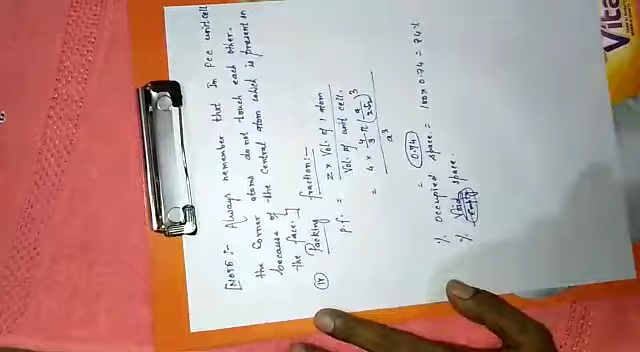 [NOTE:- Always remember that In fcc unit cell
the corner atoms do not touch each other.
because of the central atom which is present in
the face.]
(iv) Packing fraction:-
p.f. = Z x Vol. of 1 atom / Vol. of unit cell.
= 4 x 4/3 π (a/2√2)^3 / a^3
= 0.74
% Occupied space. = 100 x 0.74 = 74%
% Void space.
Vita